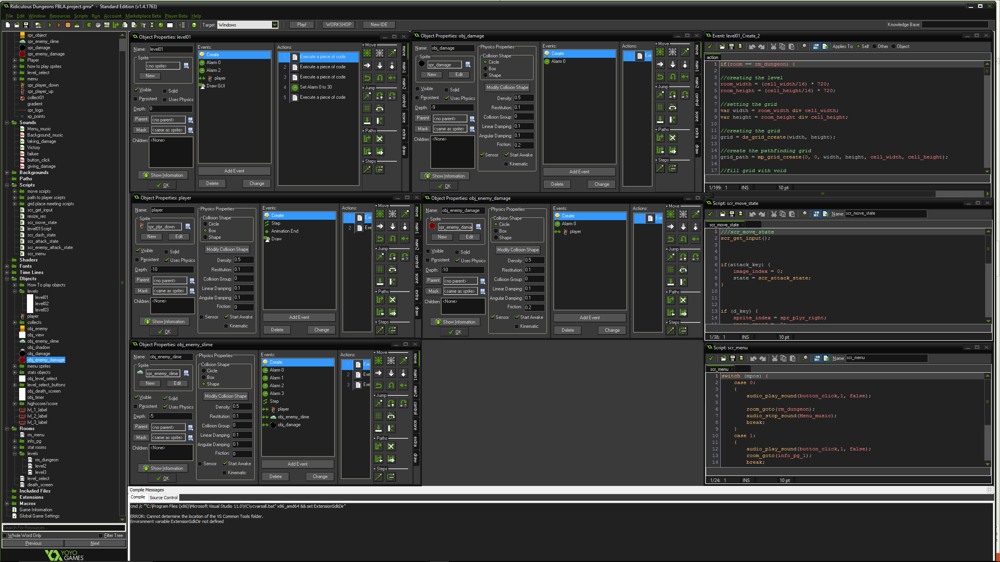 Ridiculous Dungeons FBLA.project.gmx* - Standard Edition (v1.4.1763)
File Edit Window Resources Scripts Run Account Marketplace Beta Player Beta Help
Target: Windows Play! WORKSHOP New IDE Knowledge Base:
spr_object
spr_enemy_slime
spr_damage
spr_enemy_damage
Player
how to play sprites
level_select
menu
spr_player_down
spr_player_up
collect01
gradient
spr_logo
xp_points
Sounds
Menu_music
Background_music
taking_damage
Victory
failure
button_click
giving_damage
Backgrounds
Paths
Scripts
move scripts
path to player scirpts
grid place meeting scripts
scr_get_input
resize_res
scr_move_state
level01Script
scr_dash_state
scr_attack_state
scr_enemy_attack_state
scr_menu
Shaders
Fonts
Time Lines
Objects
How To play objects
levels
level01
level02
level03
player
collects
obj_enemy
obj_view
obj_enemy_slime
obj_shadow
obj_damage
obj_enemy_damage
menu sprites
stats objects
obj_level_select
level_select_buttons
obj_death_screen
obj_timer
highscore/score
lvl_1_label
lvl_2_label
lvl_3_label
Rooms
rm_menu
info_pg
stat rooms
levels
rm_dungeon
level2
level3
level_select
death_screen
Included Files
Extensions
Macros
Game Information
Global Game Settings
Search For Resources...
Whole Word Only Filter Tree
Previous Next
YOYO
GAMES
Object Properties: level01
Name: level01
Sprite
<no sprite>
New
Visible Solid
Persistent Uses Physics
Depth: 0
Parent <no parent>
Mask <same as sprite>
Children: <None>
Show Information
OK
Events:
Create
Alarm 0
Alarm 2
player
Draw GUI
Add Event
Delete Change
Actions:
1 Execute a piece of code
2 Execute a piece of code
3 Execute a piece of code
4 Set Alarm 0 to 30
5 Execute a piece of code
Move
Jump
Paths
Steps
move
main1
main2
control
score
extra
draw
Object Properties: obj_damage
Name: obj_damage
Sprite
spr_damage
New Edit
Visible Solid
Persistent Uses Physics
Depth: -9
Parent <no parent>
Mask <same as sprite>
Children: <None>
Show Information
OK
Physics Properties
Collision Shape
Circle
Box
Shape
Modify Collision Shape
Density: 0.5
Restitution: 0.1
Collision Group: 0
Linear Damping: 0.1
Angular Damping: 0.1
Friction: 0.2
Sensor Start Awake
Kinematic
Events:
Create
Alarm 0
Add Event
Delete Change
Actions:
1 Exe
Move
Jump
Paths
Steps
move
main1
main2
control
score
extra
draw
Event: level01_Create_2
Applies To: Self Other Object:
action
1 if(room == rm_dungeon) {
2
3 //creating the level
4 room_width = (cell_width/16) * 720;
5 room_height = (cell_height/16) * 720;
6
7 //setting the grid
8 var width = room_width div cell_width;
9 var height = room_height div cell_height;
10
11 //creating the grid
12 grid = ds_grid_create(width, height);
13
14 //create the pathfinding grid
15 grid_path = mp_grid_create(0, 0, width, height, cell_width, cell_height);
16
17 //fill grid with void
1/199: 1 INS 10 pt
Object Properties: player
Name: player
Sprite
spr_plyr_down
New Edit
Visible Solid
Persistent Uses Physics
Depth: -10
Parent <no parent>
Mask <same as sprite>
Children: <None>
Show Information
OK
Physics Properties
Collision Shape
Circle
Box
Shape
Modify Collision Shape
Density: 0.5
Restitution: 0.1
Collision Group: 0
Linear Damping: 0.1
Angular Damping: 0.1
Friction: 0
Sensor Start Awake
Kinematic
Events:
Create
Step
Animation End
Draw
Add Event
Delete Change
Actions:
1 Exe
2 Exe
Move
Jump
Paths
Steps
move
main1
main2
control
score
extra
draw
Object Properties: obj_enemy_damage
Name: obj_enemy_damage
Sprite
spr_enemy_dama
New Edit
Visible Solid
Persistent Uses Physics
Depth: -10
Parent <no parent>
Mask <same as sprite>
Children: <None>
Show Information
OK
Physics Properties
Collision Shape
Circle
Box
Shape
Modify Collision Shape
Density: 0.5
Restitution: 0.1
Collision Group: 0
Linear Damping: 0.1
Angular Damping: 0.1
Friction: 0.2
Sensor Start Awake
Kinematic
Events:
Create
Alarm 0
player
Add Event
Delete Change
Actions:
1 Exe
Move
Jump
Paths
Steps
Script: scr_move_state
Name: scr_move_state
scr_move_state
1 ///scr_move_state
2 scr_get_input();
3
4
5
6 if(attack_key) {
7 image_index = 0;
8 state = scr_attack_state;
9 }
10
11
12
13 if (d_key) {
14 sprite_index = spr_plyr_right;
1/38: 1 INS 10 pt
Object Properties: obj_enemy_slime
Name: obj_enemy_slime
Sprite
spr_enemy_slime
New Edit
Visible Solid
Persistent Uses Physics
Depth: -5
Parent <no parent>
Mask <same as sprite>
Children: <None>
Show Information
OK
Physics Properties
Collision Shape
Circle
Box
Shape
Modify Collision Shape
Density: 0.5
Restitution: 0.1
Collision Group: 0
Linear Damping: 0.1
Angular Damping: 0.1
Friction: 0
Sensor Start Awake
Kinematic
Events:
Create
Alarm 0
Alarm 1
Alarm 2
Alarm 3
Step
player
obj_enemy_slime
obj_damage
Add Event
Delete Change
Actions:
1 Exe
2 Exe
3 Exe
Move
Jump
Paths
Steps
move
main1
main2
control
score
extra
draw
Script: scr_menu
Name: scr_menu
scr_menu
1 switch (mpos) {
2 case 0:
3 {
4 audio_play_sound(button_click,1, false);
5
6 room_goto(rm_dungeon);
7 audio_stop_sound(Menu_music);
8 break;
9 }
10 case 1:
11 {
12 audio_play_sound(button_click,1, false);
13 room_goto(info_pg_1);
14 break;
1/24: 1 INS 10 pt
Compile Messages
Compile Source Control
cmd /c ""C:\Program Files (x86)\Microsoft Visual Studio 11.0\VC\vcvarsall.bat" x86_amd64 && set ExtensionSdkDir"
ERROR: Cannot determine the location of the VS Common Tools folder.
Environment variable ExtensionSdkDir not defined